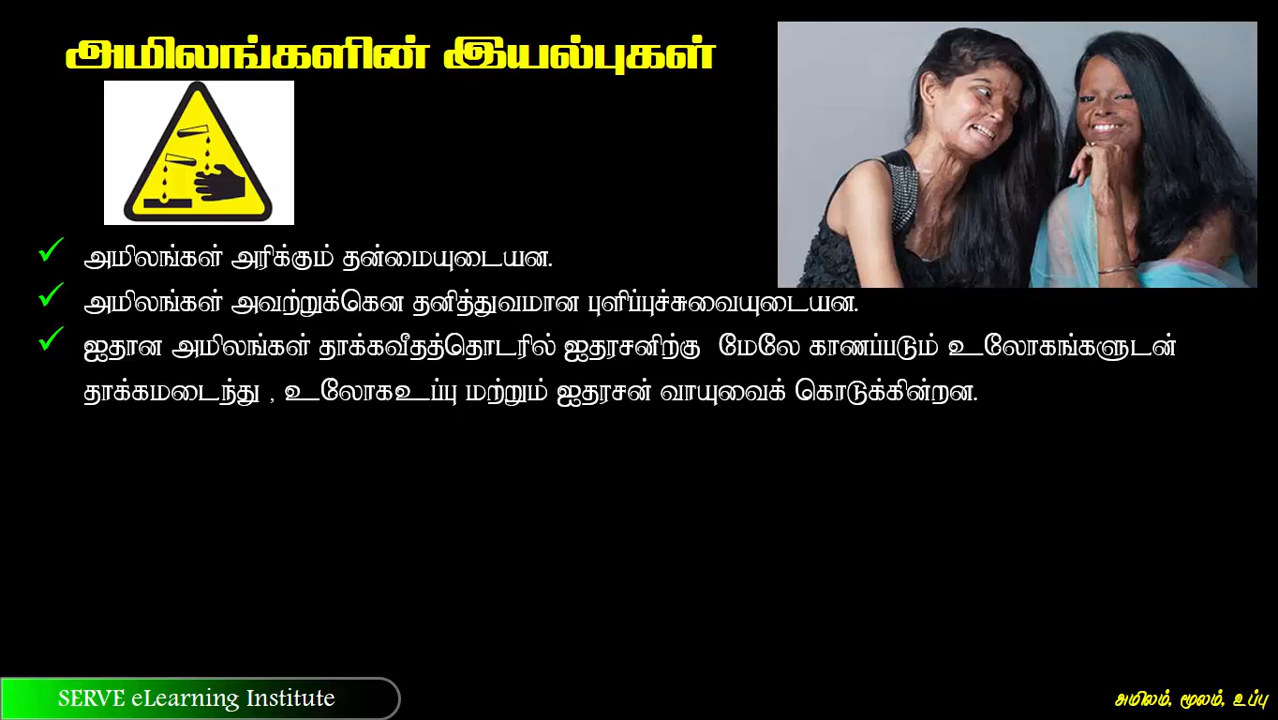 அமிலங்களின் இயல்புகள்
அமிலங்கள் அரிக்கும் தன்மையுடையன.
அமிலங்கள் அவற்றுக்கென தனித்துவமான புளிப்புச்சுவையுடையன.
ஐதான அமிலங்கள் தாக்கவீதத்தொடரில் ஐதரசனிற்கு மேலே காணப்படும் உலோகங்களுடன்
தாக்கமடைந்து , உலோகஉப்பு மற்றும் ஐதரசன் வாயுவைக் கொடுக்கின்றன.
SERVE eLearning Institute
அமிலம், மூலம், உப்பு